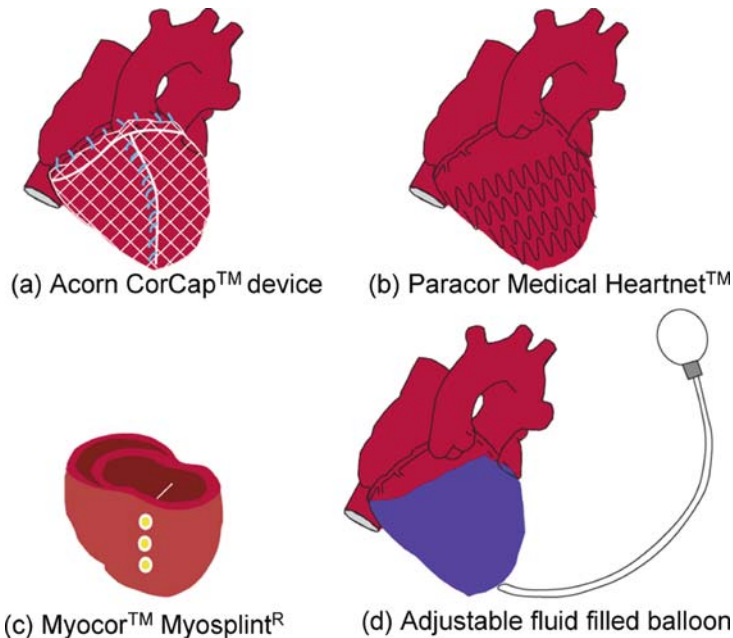 (a) Acorn CorCap™ device
(b) Paracor Medical Heartnet™
(c) Myocor™ Myosplintᴿ
(d) Adjustable fluid filled balloon